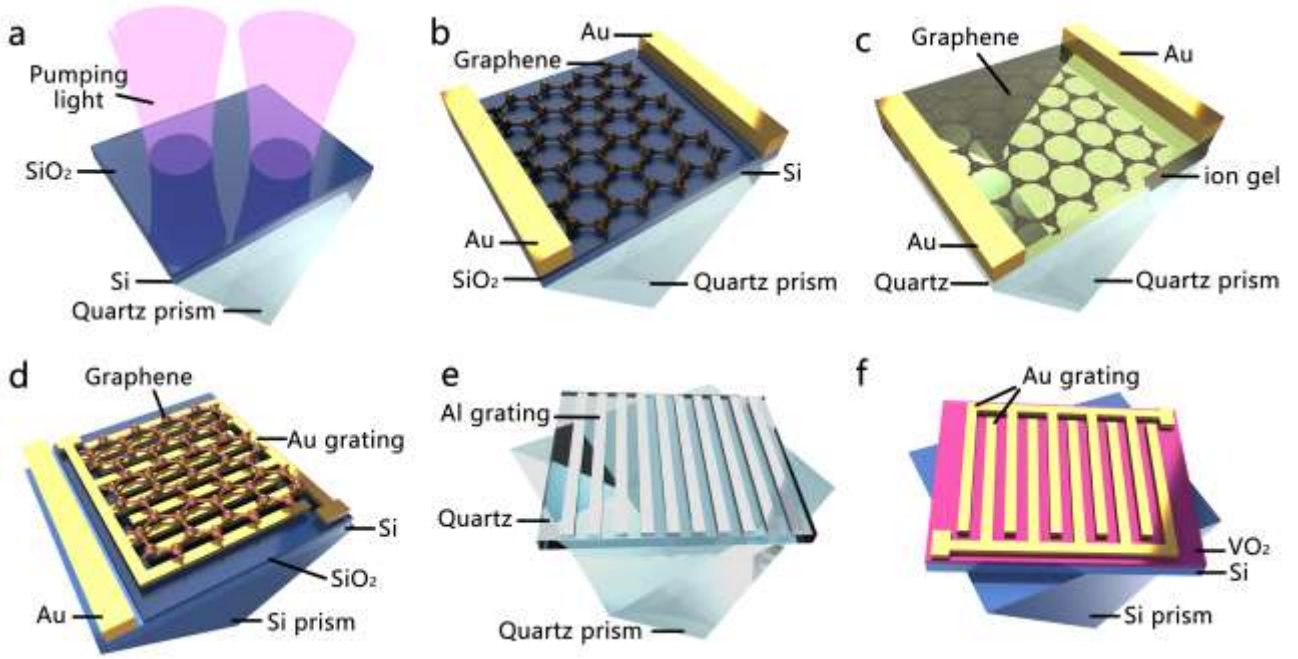 a
Pumping
light
SiO₂
Si
Quartz prism
b
Au
Graphene
Si
Au
SiO₂
Quartz prism
c
Graphene
Au
ion gel
Au
Quartz
Quartz prism
d
Graphene
Au grating
Si
SiO₂
Au
Si prism
e
Al grating
Quartz
Quartz prism
f
Au grating
VO₂
Si
Si prism